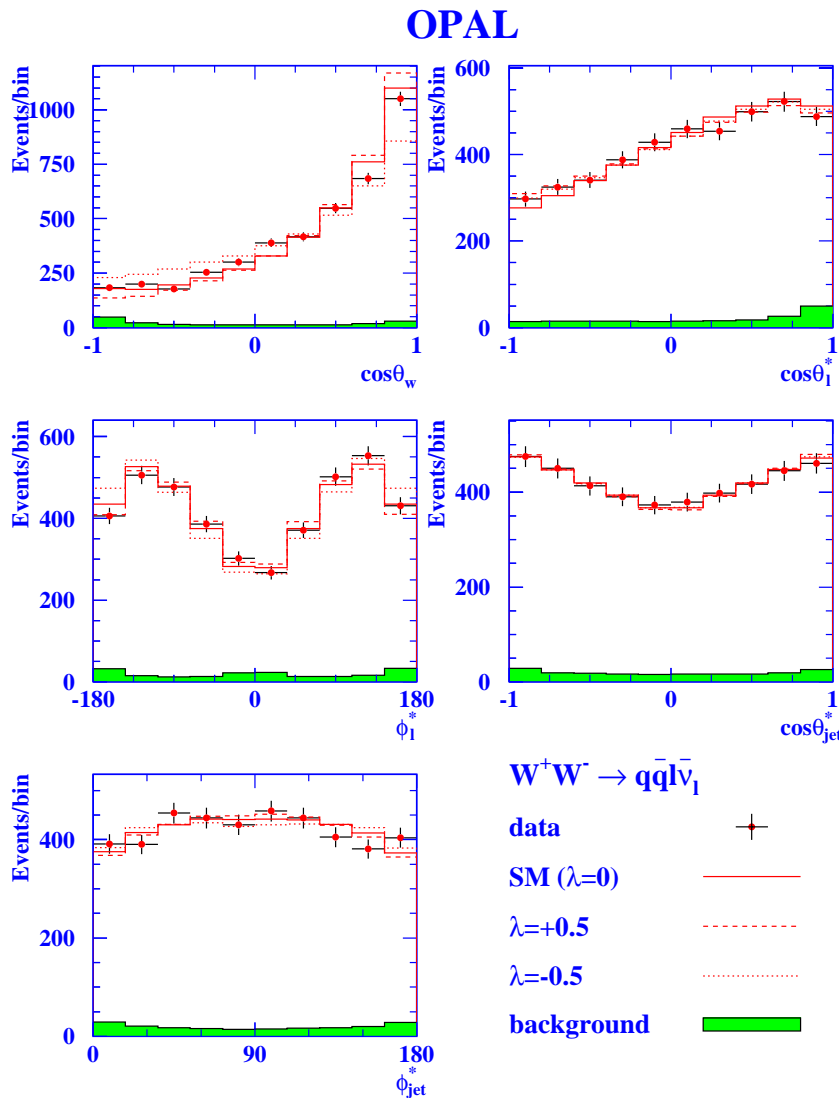 OPAL
Events/bin
1000
750
500
250
0
-1 0 1
cosθw
Events/bin
600
400
200
0
-1 0 1
cosθl*
Events/bin
600
400
200
0
-180 0 180
ϕl*
Events/bin
600
400
200
0
-1 0 1
cosθjet*
Events/bin
400
200
0
0 90 180
ϕjet*
W⁺W⁻ → qq̄lν̄l
data
SM (λ=0)
λ=+0.5
λ=-0.5
background